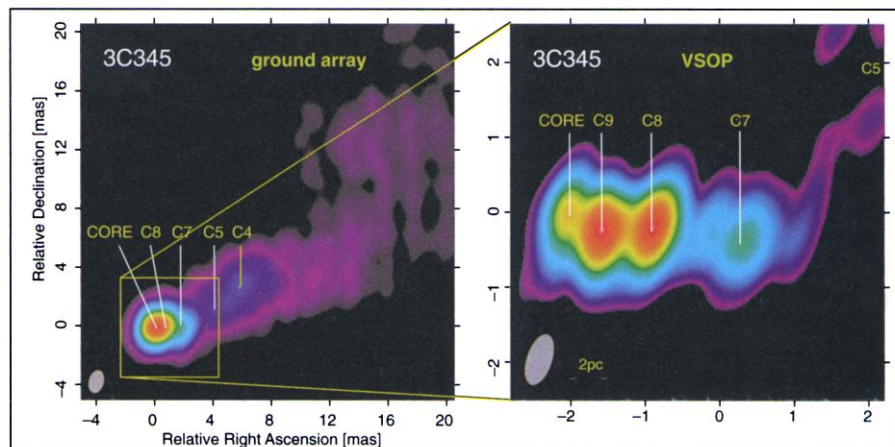 3C345 ground array
CORE C8 C7 C5 C4
Relative Declination [mas]
20
16
12
8
4
0
−4
−4 0 4 8 12 16 20
Relative Right Ascension [mas]
3C345 VSOP
C5
CORE C9 C8 C7
2pc
2
1
0
−1
−2
−2 −1 0 1 2